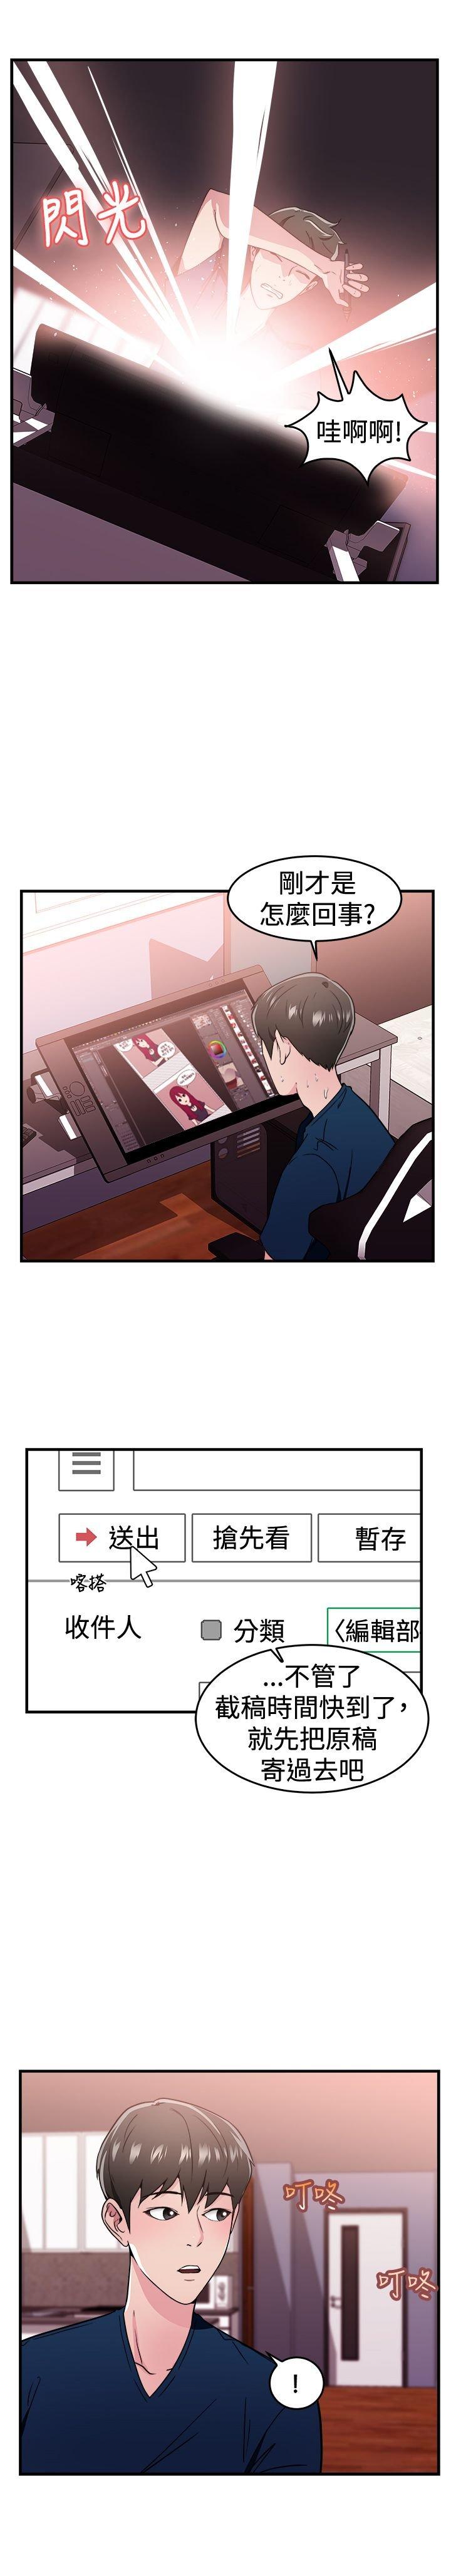 閃光
哇啊啊!
剛才是
怎麼回事?
送出
搶先看
暫存
喀搭
收件人
分類
〈編輯部
…不管了
截稿時間快到了，
就先把原稿
寄過去吧
叮咚
叮咚
!